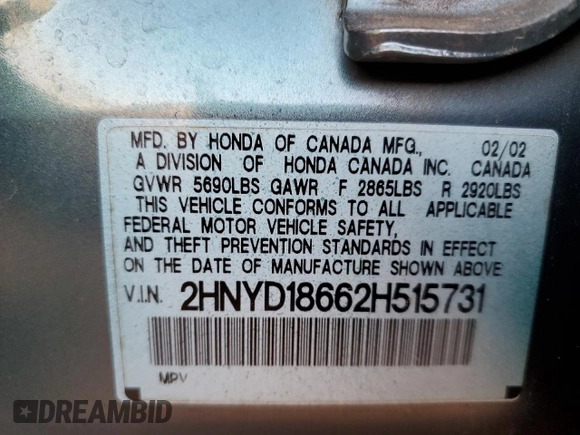 MFD. BY HONDA OF CANADA MFG., 02/02
A DIVISION OF HONDA CANADA INC. CANADA
GVWR 5690LBS GAWR F 2865LBS R 2920LBS
THIS VEHICLE CONFORMS TO ALL APPLICABLE
FEDERAL MOTOR VEHICLE SAFETY,
AND THEFT PREVENTION STANDARDS IN EFFECT
ON THE DATE OF MANUFACTURE SHOWN ABOVE
V.I.N. 2HNYD18662H515731
MPV
DREAMBID